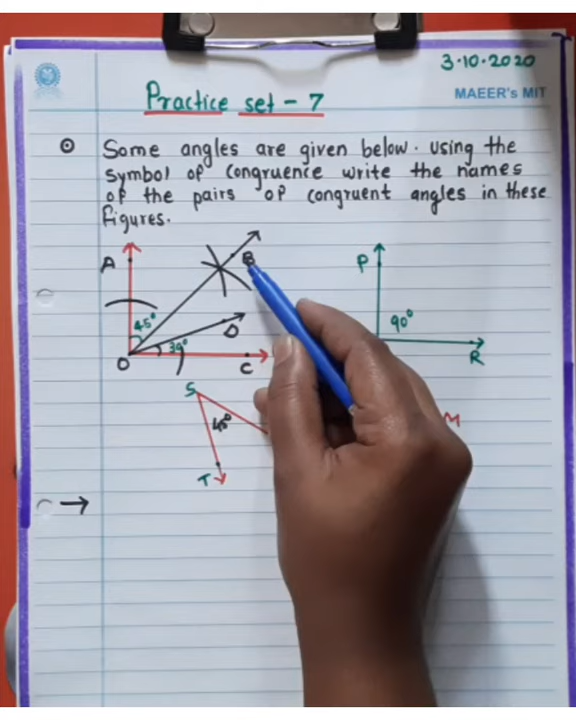 3.10.2020
Practice set - 7
MAEER's MIT
Some angles are given below. Using the
symbol of congruence write the names
of the pairs of congruent angles in these
figures.
A
B
P
45°
D
90°
30°
O
C
R
S
45°
M
T